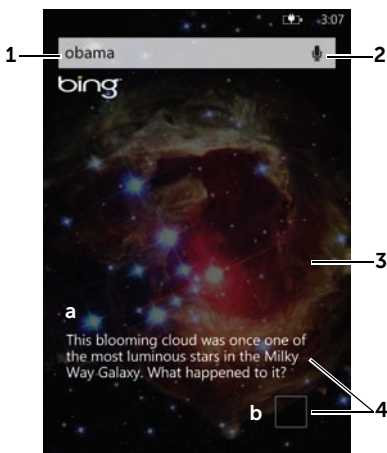 3:07
1
obama
2
bing
3
a
This blooming cloud was once one of
the most luminous stars in the Milky
Way Galaxy. What happened to it?
b
4